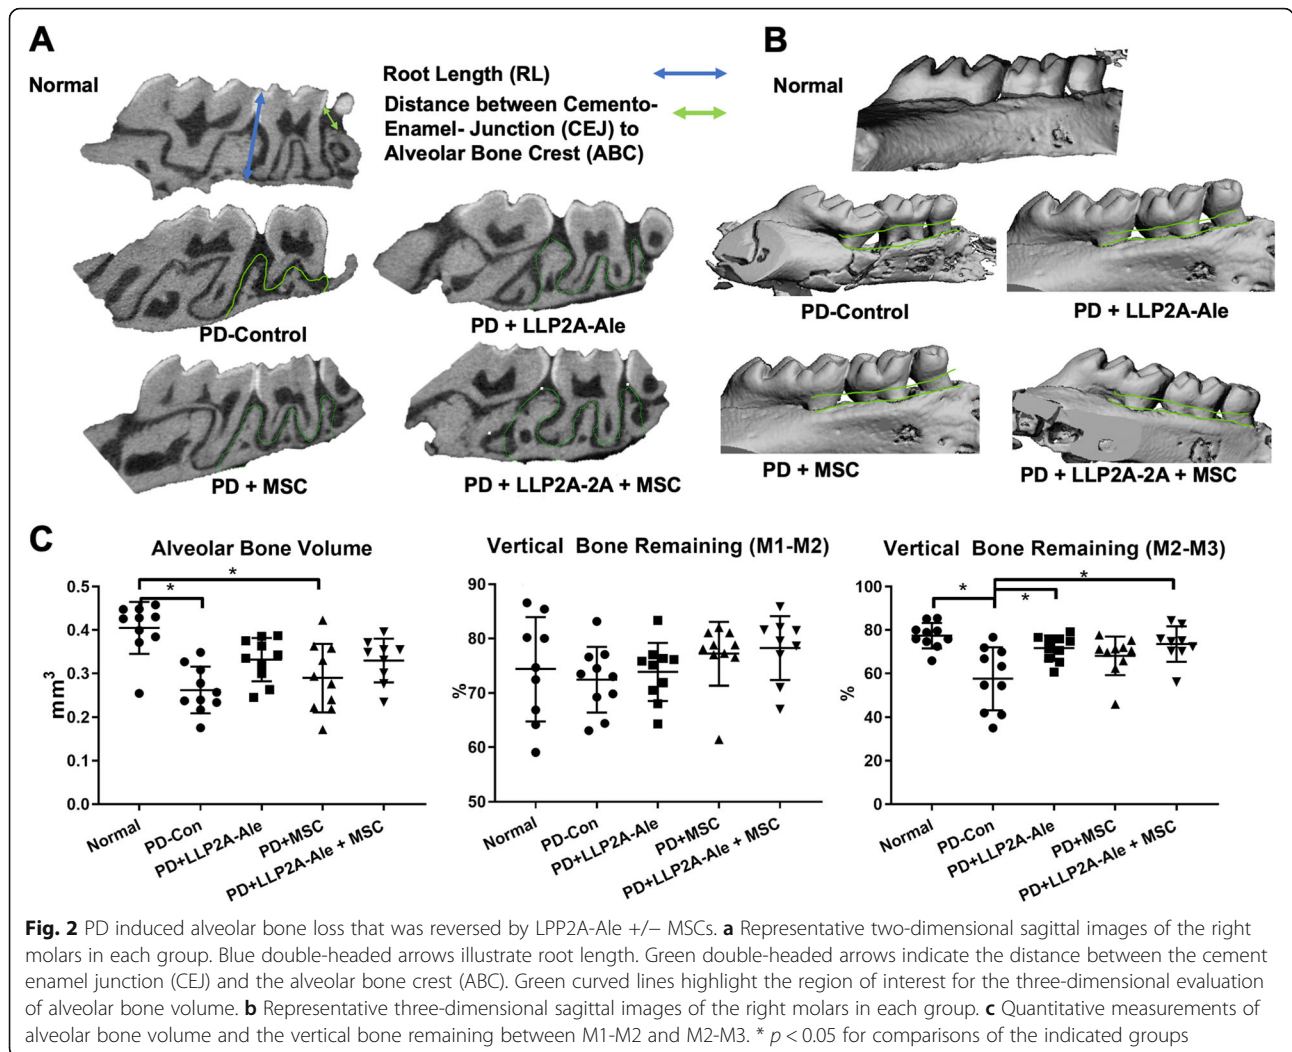 A
Normal
Root Length (RL)
Distance between Cemento-
Enamel- Junction (CEJ) to
Alveolar Bone Crest (ABC)
PD-Control
PD + LLP2A-Ale
PD + MSC
PD + LLP2A-2A + MSC
B
Normal
PD-Control
PD + LLP2A-Ale
PD + MSC
PD + LLP2A-2A + MSC
C
Alveolar Bone Volume
mm3
0.5
0.4
0.3
0.2
0.1
0.0
*
*
Normal
PD-Con
PD+LLP2A-Ale
PD+MSC
PD+LLP2A-Ale + MSC
Vertical Bone Remaining (M1-M2)
%
90
80
70
60
50
Normal
PD-Con
PD+LLP2A-Ale
PD+MSC
PD+LLP2A-Ale + MSC
Vertical Bone Remaining (M2-M3)
%
100
80
60
40
20
0
*
*
*
Normal
PD-Con
PD+LLP2A-Ale
PD+MSC
PD+LLP2A-Ale + MSC
Fig. 2 PD induced alveolar bone loss that was reversed by LPP2A-Ale +/− MSCs. a Representative two-dimensional sagittal images of the right
molars in each group. Blue double-headed arrows illustrate root length. Green double-headed arrows indicate the distance between the cement
enamel junction (CEJ) and the alveolar bone crest (ABC). Green curved lines highlight the region of interest for the three-dimensional evaluation
of alveolar bone volume. b Representative three-dimensional sagittal images of the right molars in each group. c Quantitative measurements of
alveolar bone volume and the vertical bone remaining between M1-M2 and M2-M3. * p < 0.05 for comparisons of the indicated groups